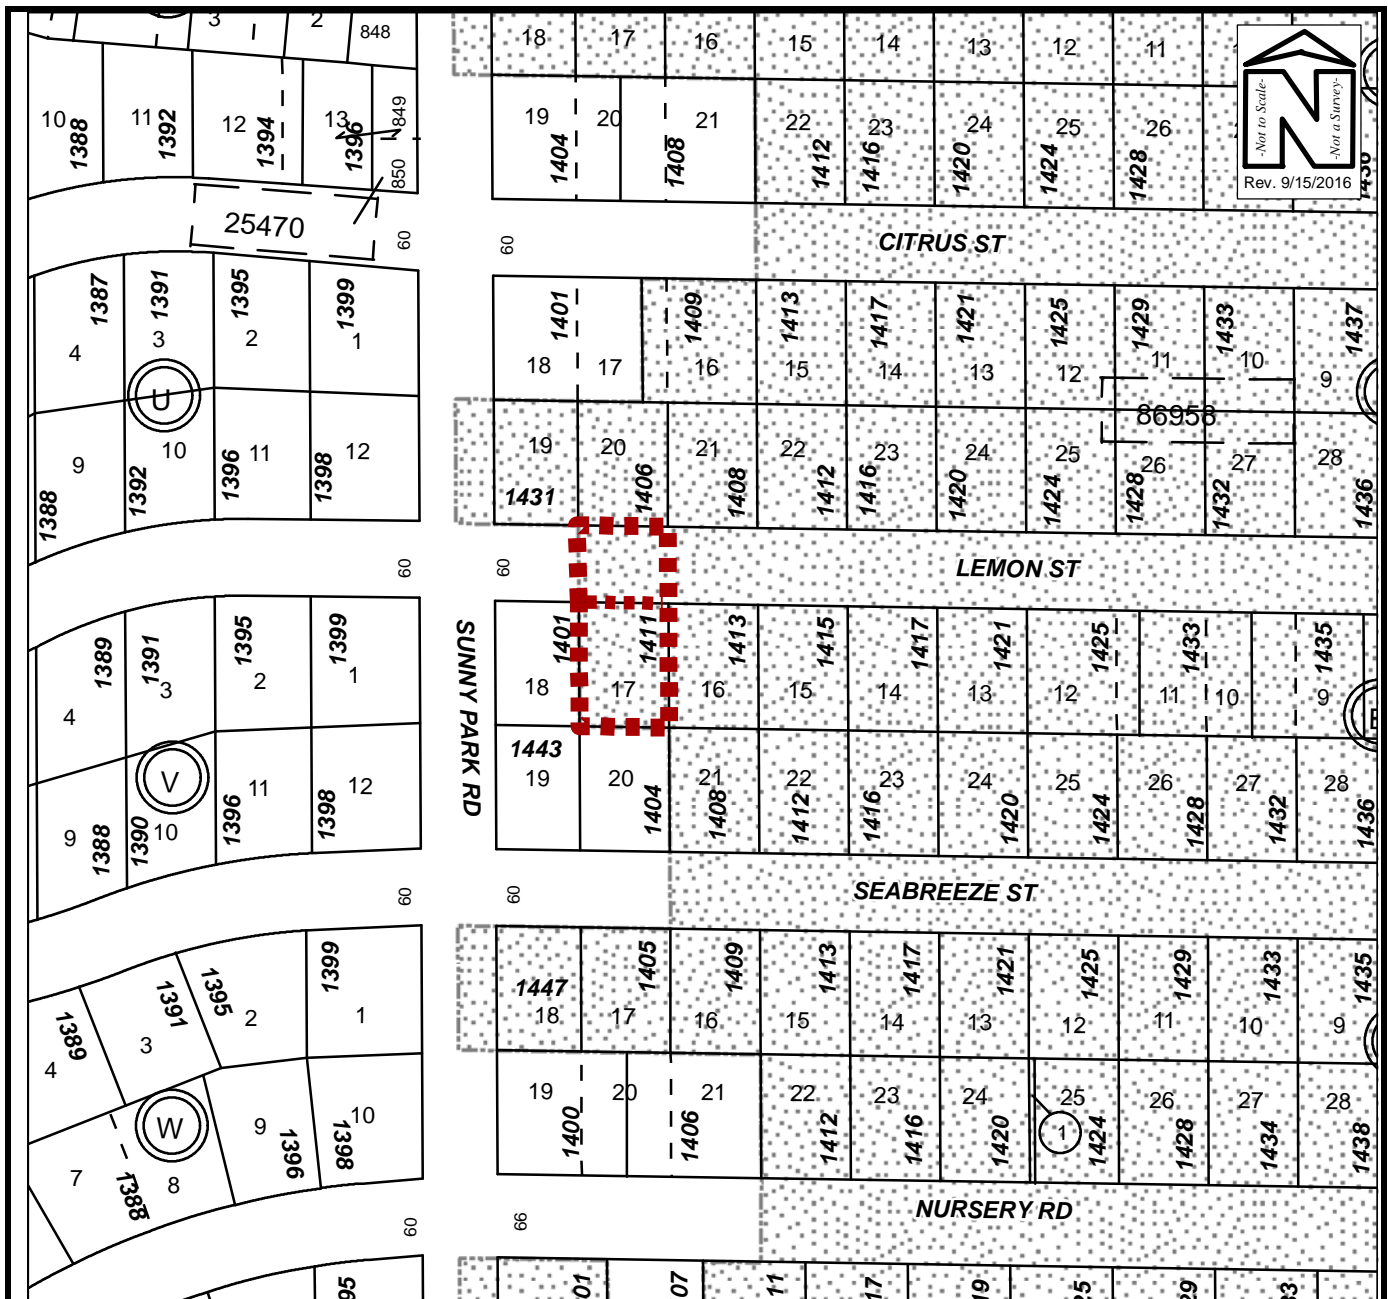 3 2 848 18 17 16 15 14 13 12 11
10 1388 11 1392 12 1394 13 1396 849 850
19 1404 20 21 1408 22 1412 23 1416 24 1420 25 1424 26 1428
-Not to Scale-
-Not a Survey-
Rev. 9/15/2016
25470
60 60 CITRUS ST
1387 1391 1395 1399 1401 1409 1413 1417 1421 1425 1429 1433 1437
4 3 2 1 18 17 16 15 14 13 12 11 10 9
U
86958
9 10 11 12 19 20 21 22 23 24 25 26 27 28
1388 1392 1396 1398 1431 1406 1408 1412 1416 1420 1424 1428 1432 1436
60 60 LEMON ST
SUNNY PARK RD
1389 1391 1395 1399 1401 1411 1413 1415 1417 1421 1425 1433 1435
4 3 2 1 18 17 16 15 14 13 12 11 10 9
V
1443
9 10 11 12 19 20 21 22 23 24 25 26 27 28
1388 1390 1396 1398 1404 1408 1412 1416 1420 1424 1428 1432 1436
60 60 SEABREEZE ST
1389 1391 1395 1399 1447 1405 1409 1413 1417 1421 1425 1429 1433 1435
4 3 2 1 18 17 16 15 14 13 12 11 10 9
W
7 8 9 10 19 20 21 22 23 24 25 26 27 28
1
1388 1396 1398 1400 1406 1412 1416 1420 1424 1428 1434 1438
60 66 NURSERY RD